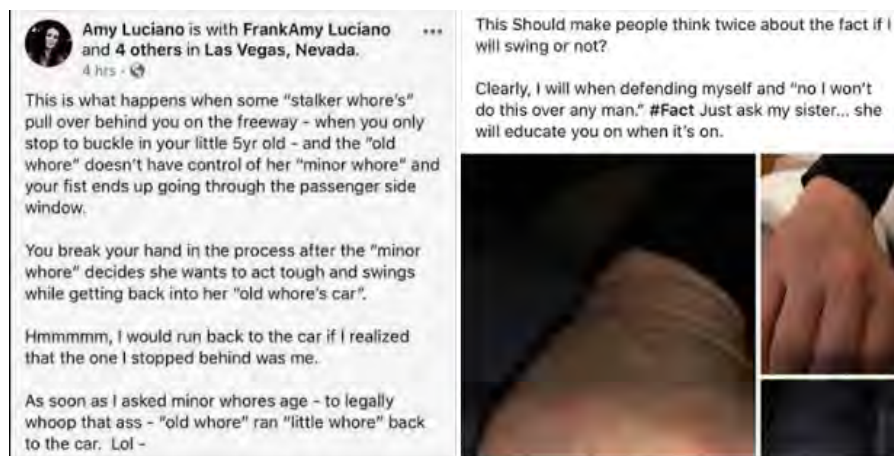 Amy Luciano is with FrankAmy Luciano
and 4 others in Las Vegas, Nevada.
4 hrs ·
This is what happens when some "stalker whore's"
pull over behind you on the freeway - when you only
stop to buckle in your little 5yr old - and the "old
whore" doesn't have control of her "minor whore" and
your fist ends up going through the passenger side
window.
You break your hand in the process after the "minor
whore" decides she wants to act tough and swings
while getting back into her "old whore's car".
Hmmmmm, I would run back to the car if I realized
that the one I stopped behind was me.
As soon as I asked minor whores age - to legally
whoop that ass - "old whore" ran "little whore" back
to the car. Lol -
This Should make people think twice about the fact if I
will swing or not?
Clearly, I will when defending myself and "no I won't
do this over any man." #Fact Just ask my sister... she
will educate you on when it's on.